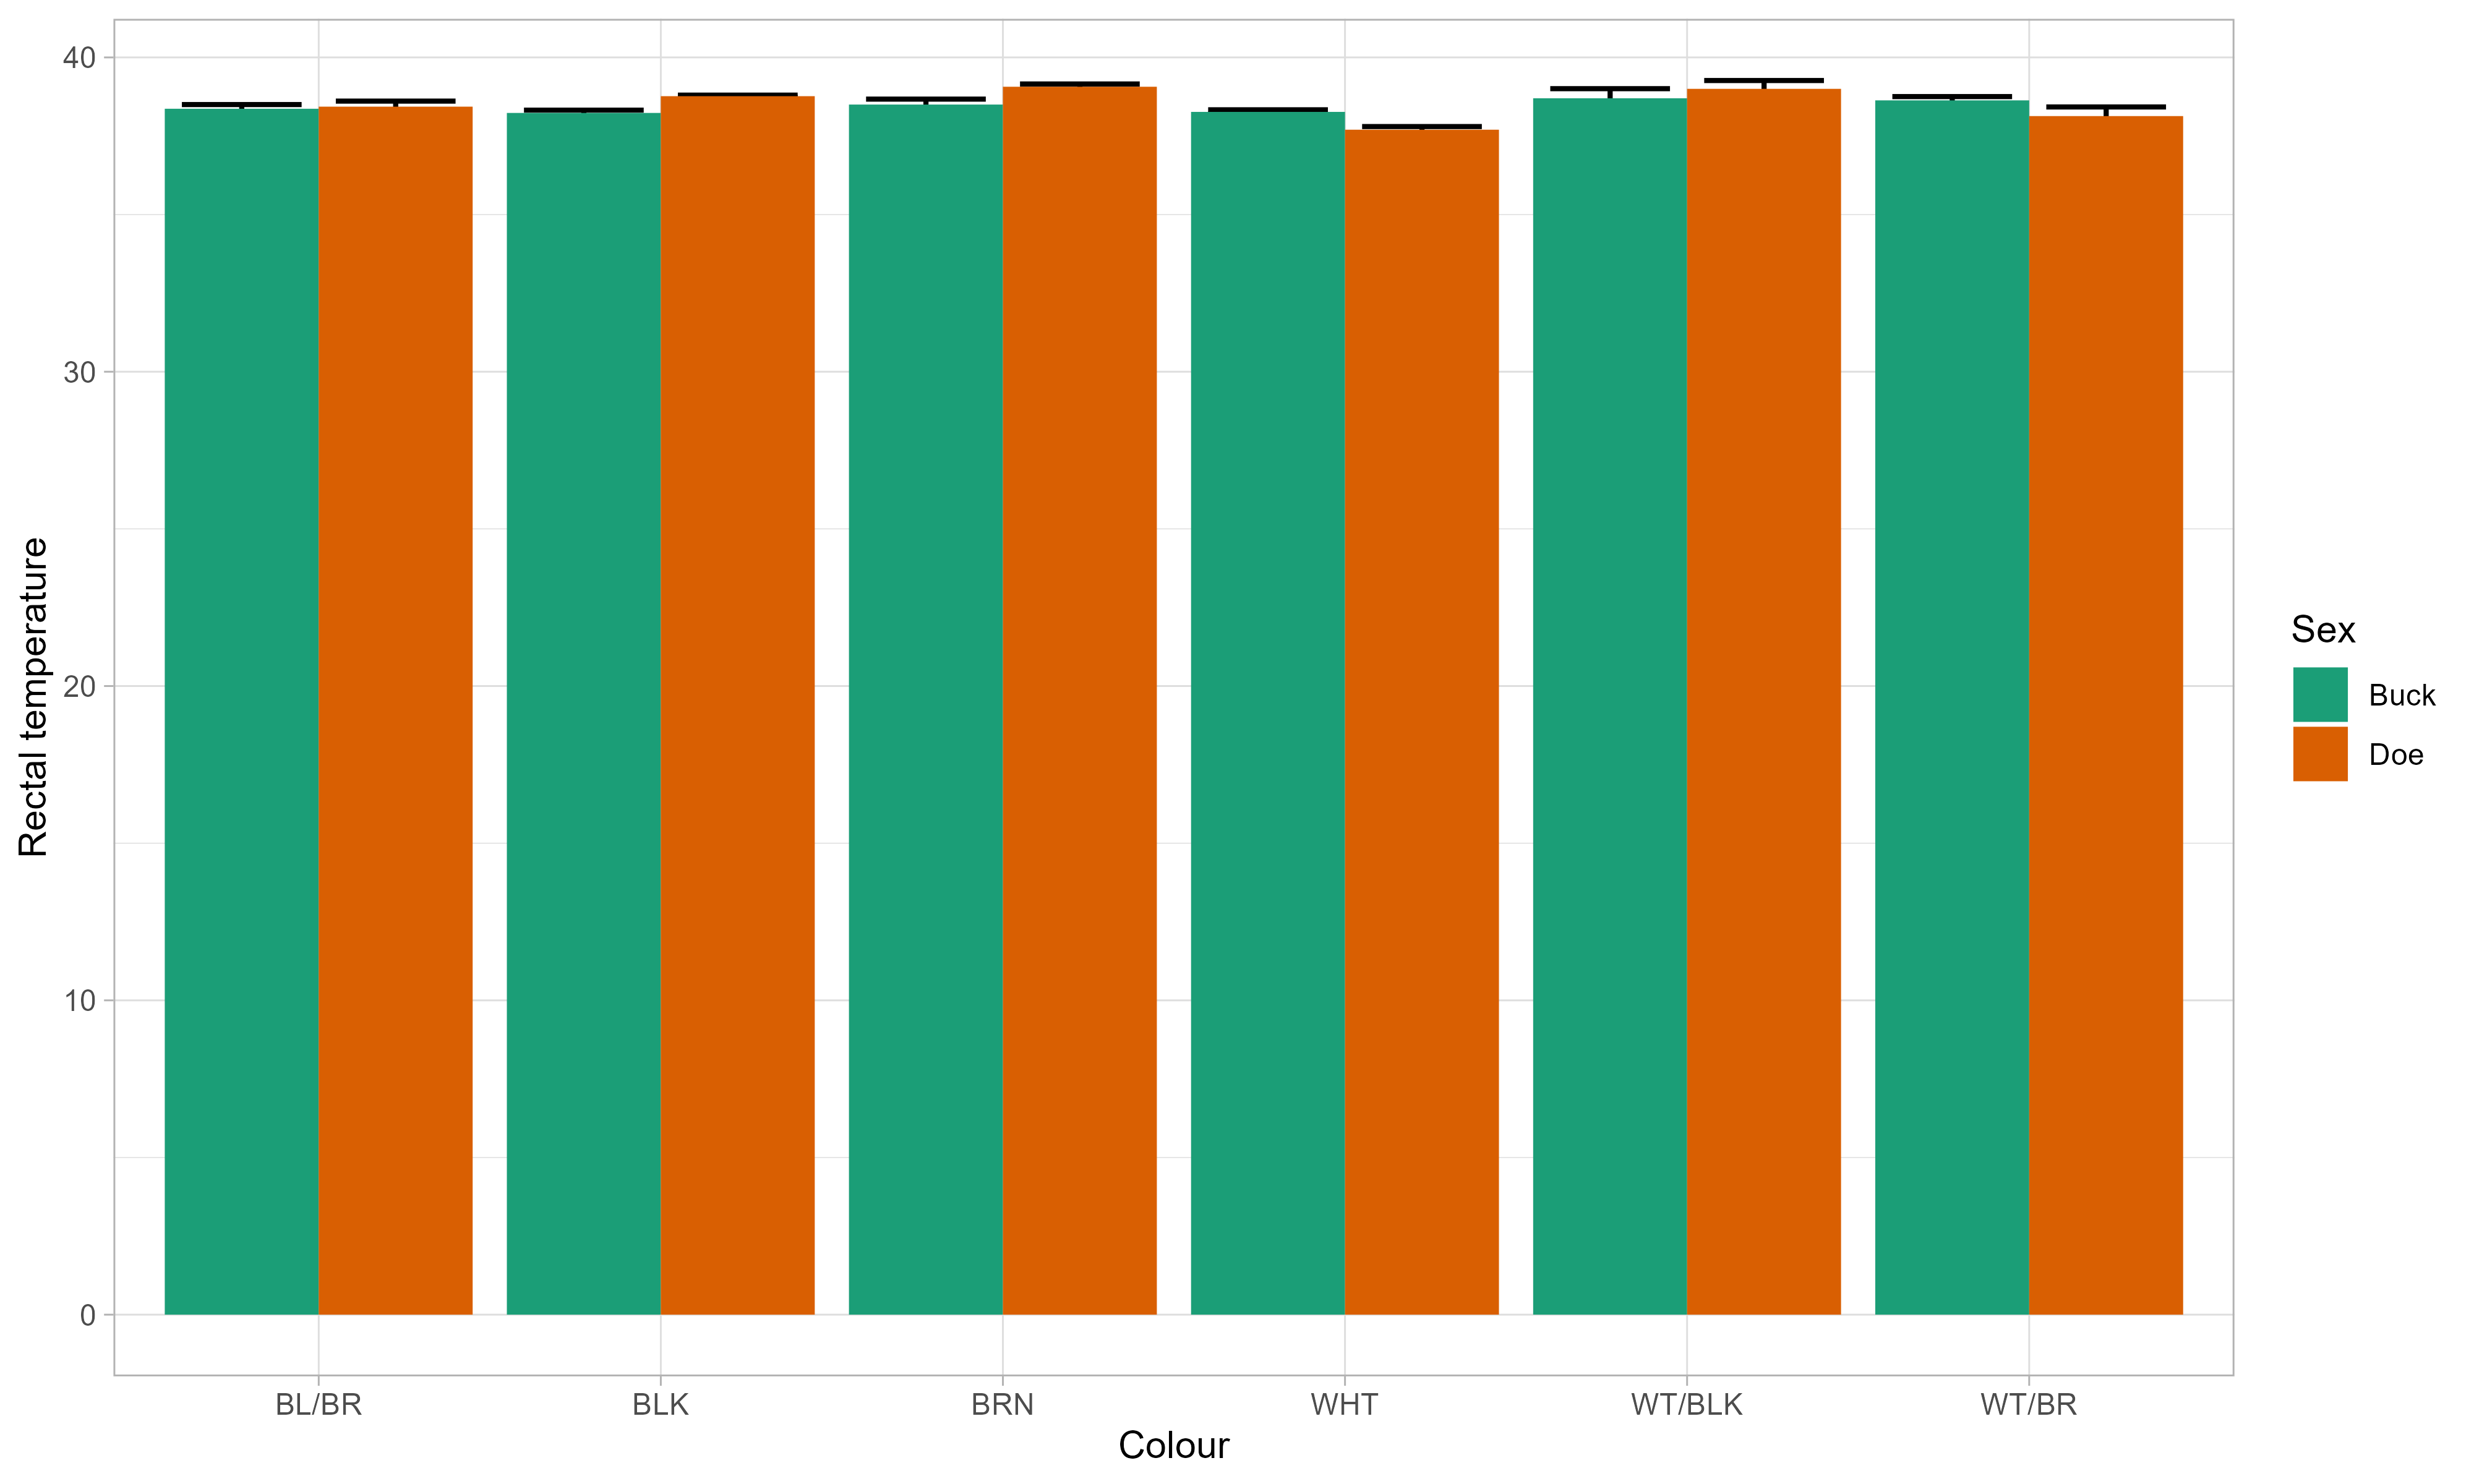 40
30
20
10
0
Rectal temperature
BL/BR
BLK
BRN
WHT
WT/BLK
WT/BR
Colour
Sex
Buck
Doe